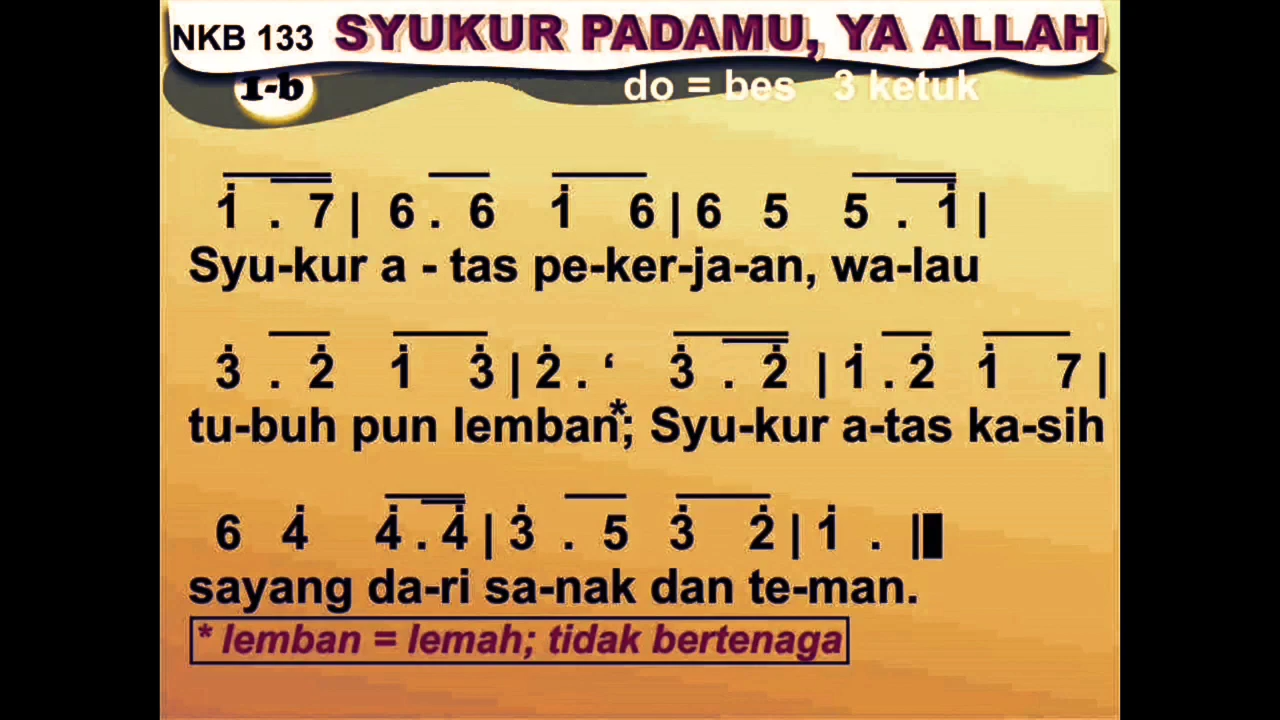 NKB 133 SYUKUR PADAMU, YA ALLAH
1-b do = bes 3 ketuk
1̇ . 7 | 6 . 6 1̇ 6 | 6 5 5 . 1̇ |
Syu-kur a - tas pe-ker-ja-an, wa-lau
3̇ . 2̇ 1̇ 3̇ | 2̇ . ‘ 3̇ . 2̇ | 1̇ . 2̇ 1̇ 7 |
tu-buh pun lemban*; Syu-kur a-tas ka-sih
6 4̇ 4̇ . 4̇ | 3̇ . 5 3̇ 2̇ | 1̇ . |
sayang da-ri sa-nak dan te-man.
* lemban = lemah; tidak bertenaga